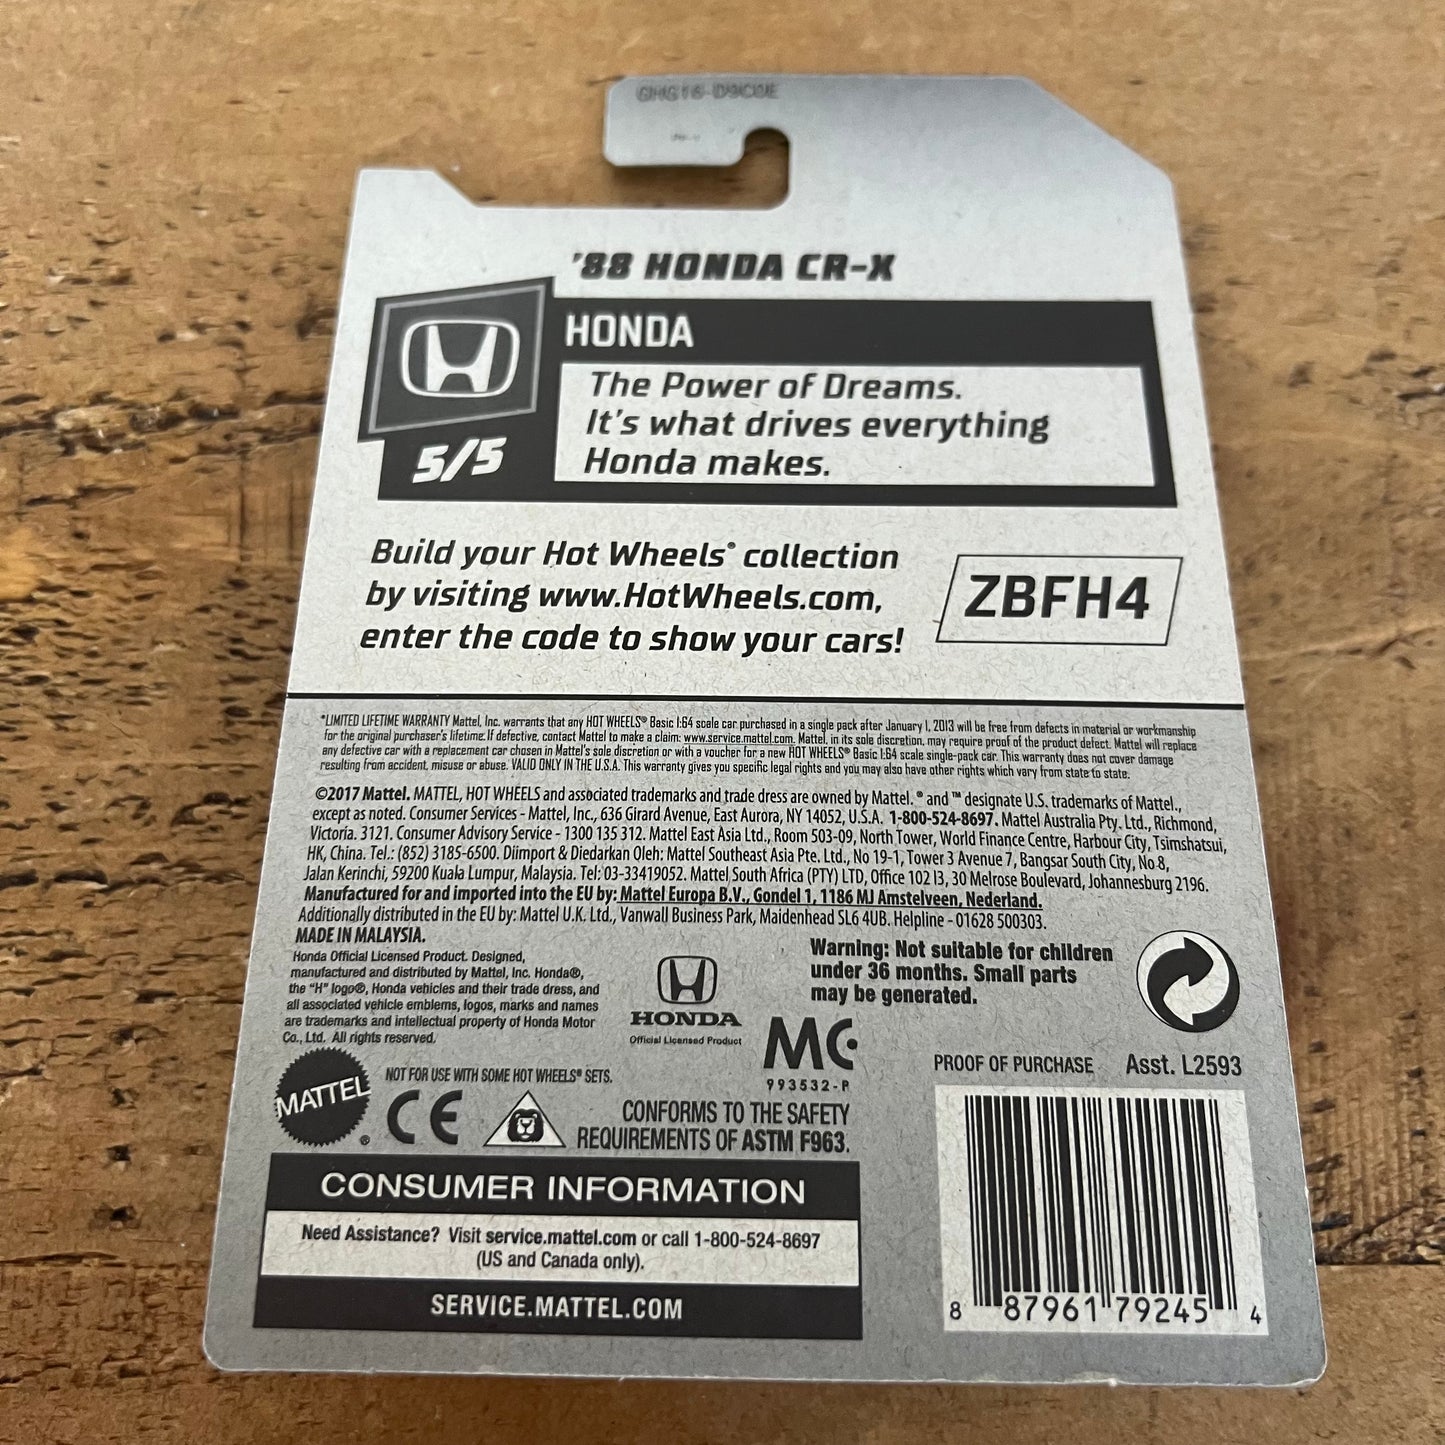 '88 HONDA CR-X
HONDA
5/5
The Power of Dreams.
It's what drives everything
Honda makes.
Build your Hot Wheels® collection
by visiting www.HotWheels.com,
enter the code to show your cars!
ZBFH4
*LIMITED LIFETIME WARRANTY Mattel, Inc. warrants that any HOT WHEELS® Basic 1:64 scale car purchased in a single pack after January 1, 2013 will be free from defects in material or workmanship
for the original purchaser's lifetime. If defective, contact Mattel to make a claim: www.service.mattel.com. Mattel, in its sole discretion, may require proof of the product defect. Mattel will replace
any defective car with a replacement car chosen in Mattel's sole discretion or with a voucher for a new HOT WHEELS® Basic 1:64 scale single-pack car. This warranty does not cover damage
resulting from accident, misuse or abuse. VALID ONLY IN THE U.S.A. This warranty gives you specific legal rights and you may also have other rights which vary from state to state.
©2017 Mattel. MATTEL, HOT WHEELS and associated trademarks and trade dress are owned by Mattel. ® and ™ designate U.S. trademarks of Mattel.,
except as noted. Consumer Services - Mattel, Inc., 636 Girard Avenue, East Aurora, NY 14052, U.S.A. 1-800-524-8697. Mattel Australia Pty. Ltd., Richmond,
Victoria. 3121. Consumer Advisory Service - 1300 135 312. Mattel East Asia Ltd., Room 503-09, North Tower, World Finance Centre, Harbour City, Tsimshatsui,
HK, China. Tel.: (852) 3185-6500. Diimport & Diedarkan Oleh: Mattel Southeast Asia Pte. Ltd., No 19-1, Tower 3 Avenue 7, Bangsar South City, No 8,
Jalan Kerinchi, 59200 Kuala Lumpur, Malaysia. Tel: 03-33419052. Mattel South Africa (PTY) LTD, Office 102 I3, 30 Melrose Boulevard, Johannesburg 2196.
Manufactured for and imported into the EU by: Mattel Europa B.V., Gondel 1, 1186 MJ Amstelveen, Nederland.
Additionally distributed in the EU by: Mattel U.K. Ltd., Vanwall Business Park, Maidenhead SL6 4UB. Helpline - 01628 500303.
MADE IN MALAYSIA.
Honda Official Licensed Product. Designed,
manufactured and distributed by Mattel, Inc. Honda®,
the "H" logo®, Honda vehicles and their trade dress, and
all associated vehicle emblems, logos, marks and names
are trademarks and intellectual property of Honda Motor
Co., Ltd. All rights reserved.
HONDA
Official Licensed Product
Warning: Not suitable for children
under 36 months. Small parts
may be generated.
MC
993532-P
PROOF OF PURCHASE Asst. L2593
MATTEL®
NOT FOR USE WITH SOME HOT WHEELS® SETS.
CE
CONFORMS TO THE SAFETY
REQUIREMENTS OF ASTM F963.
CONSUMER INFORMATION
Need Assistance? Visit service.mattel.com or call 1-800-524-8697
(US and Canada only).
SERVICE.MATTEL.COM
8 87961 79245 4